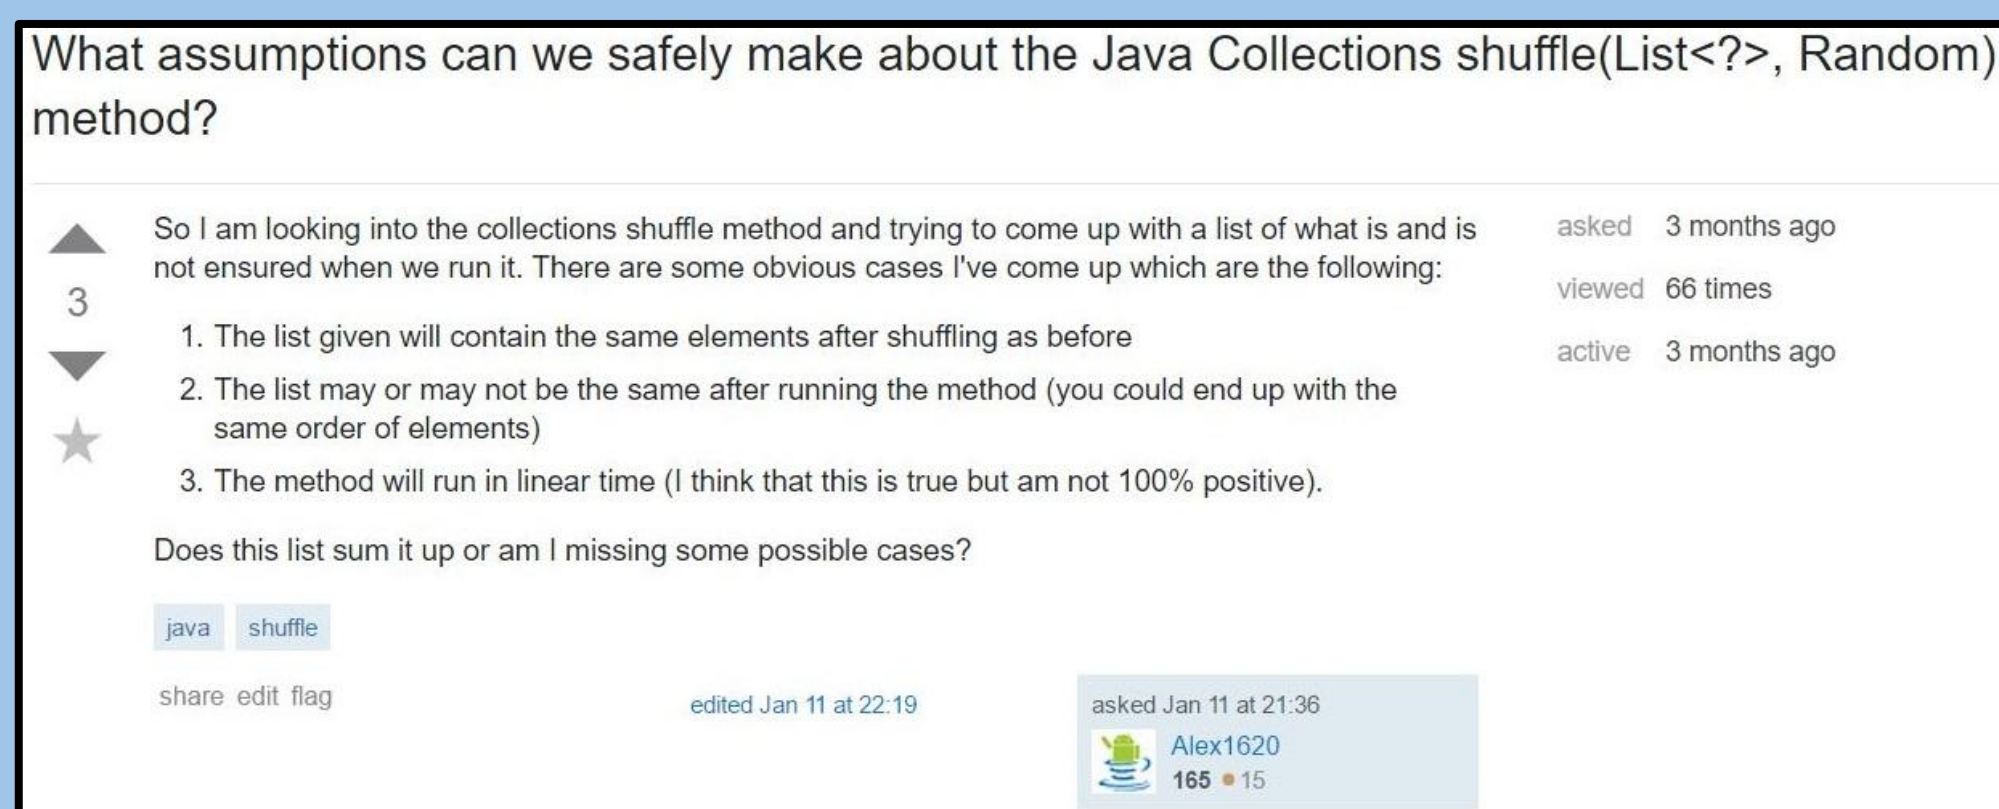 What assumptions can we safely make about the Java Collections shuffle(List<?>, Random)
method?
So I am looking into the collections shuffle method and trying to come up with a list of what is and is
not ensured when we run it. There are some obvious cases I've come up which are the following:
3
1. The list given will contain the same elements after shuffling as before
2. The list may or may not be the same after running the method (you could end up with the
same order of elements)
3. The method will run in linear time (I think that this is true but am not 100% positive).
Does this list sum it up or am I missing some possible cases?
java shuffle
share edit flag
edited Jan 11 at 22:19
asked Jan 11 at 21:36
Alex1620
165 15
asked 3 months ago
viewed 66 times
active 3 months ago